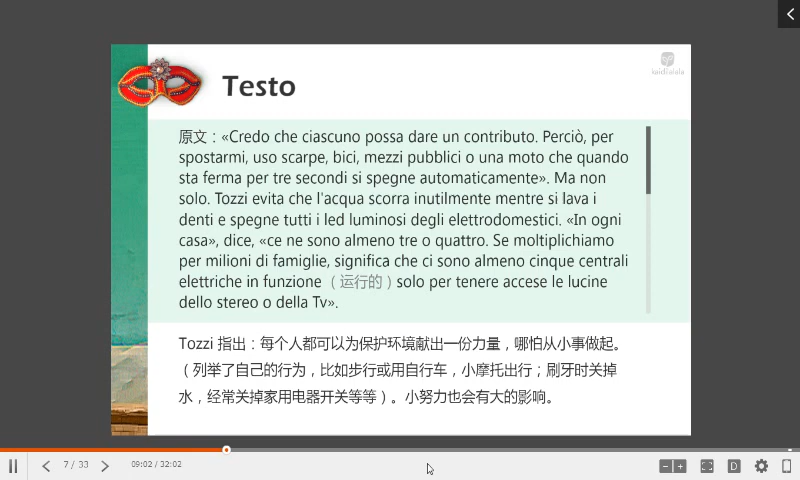 Testo
kaidialala
原文：«Credo che ciascuno possa dare un contributo. Perciò, per
spostarmi, uso scarpe, bici, mezzi pubblici o una moto che quando
sta ferma per tre secondi si spegne automaticamente». Ma non
solo. Tozzi evita che l'acqua scorra inutilmente mentre si lava i
denti e spegne tutti i led luminosi degli elettrodomestici. «In ogni
casa», dice, «ce ne sono almeno tre o quattro. Se moltiplichiamo
per milioni di famiglie, significa che ci sono almeno cinque centrali
elettriche in funzione（运行的）solo per tenere accese le lucine
dello stereo o della Tv».
Tozzi 指出：每个人都可以为保护环境献出一份力量，哪怕从小事做起。
（列举了自己的行为，比如步行或用自行车，小摩托出行；刷牙时关掉
水，经常关掉家用电器开关等等）。小努力也会有大的影响。
7 / 33
09:02 / 32:02
D